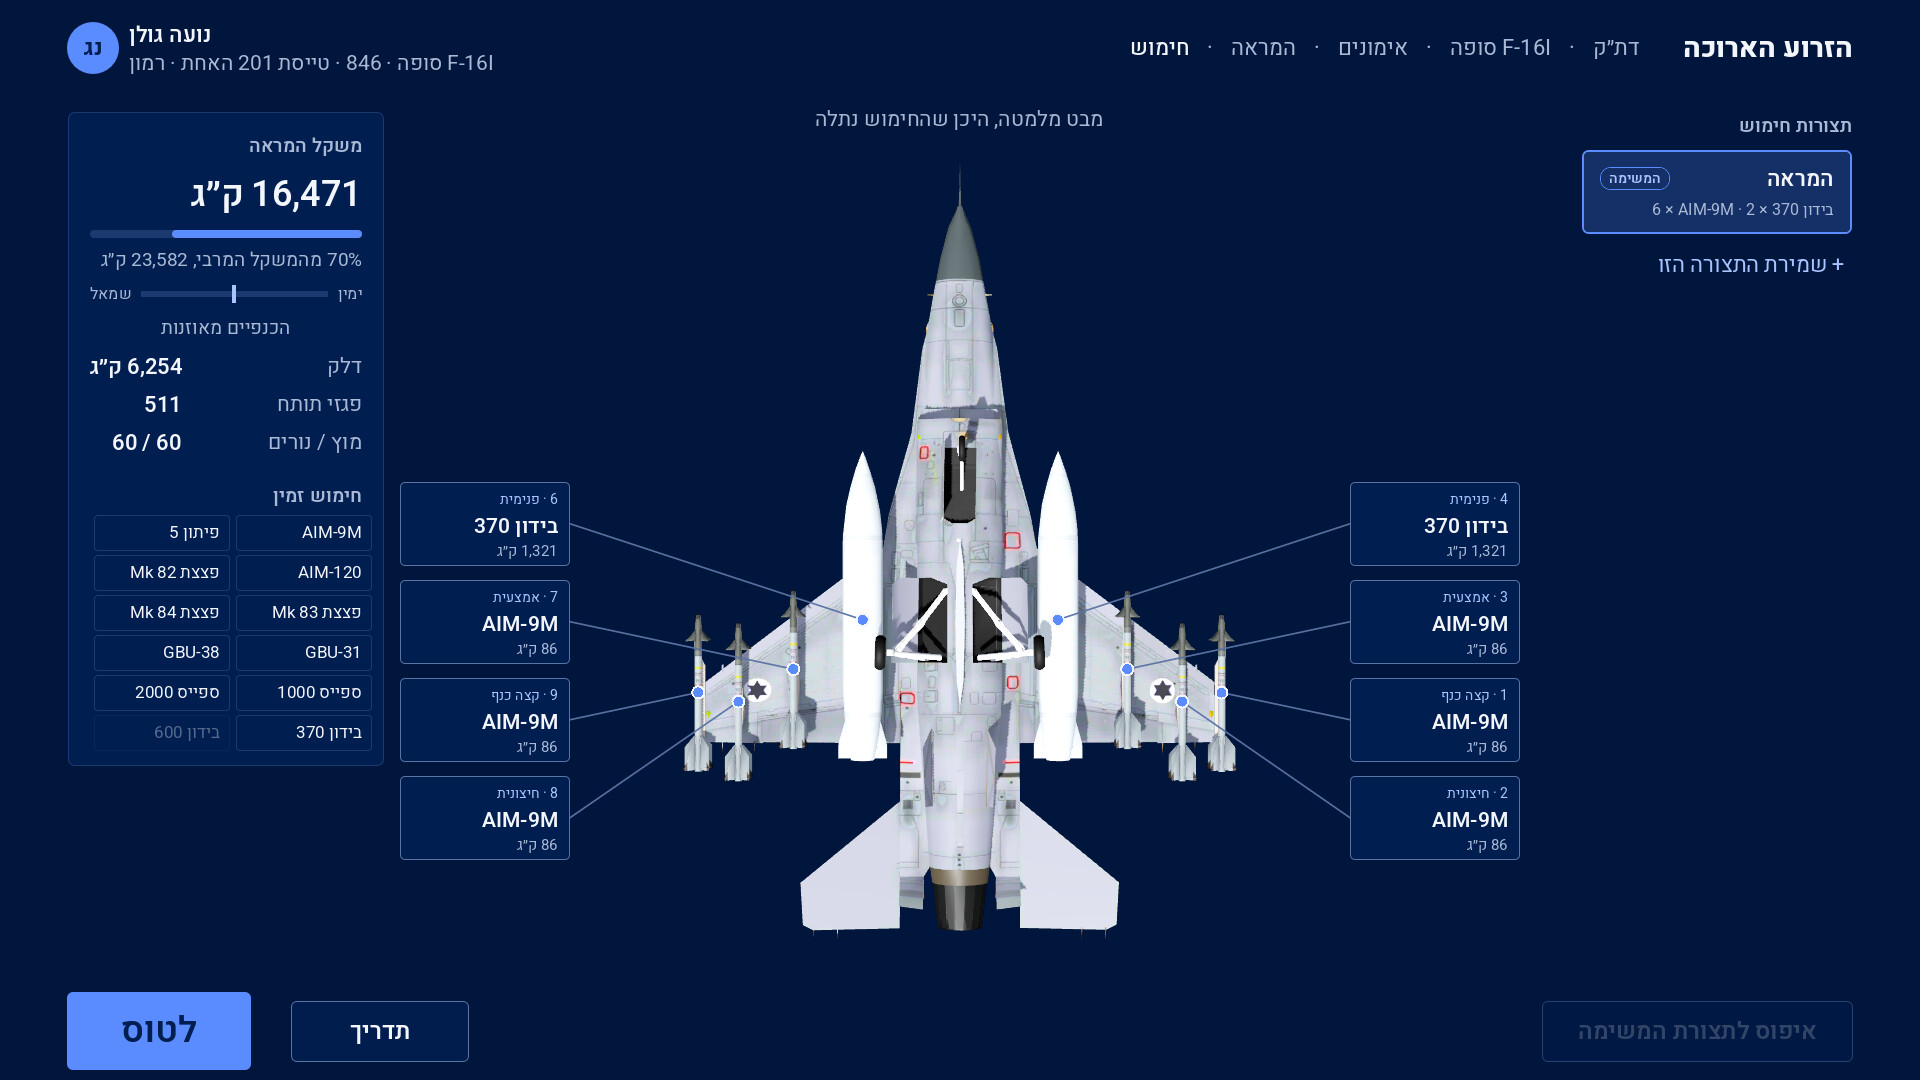 הזרוע הארוכה
דת״ק · F-16I סופה · אימונים · המראה · חימוש
נועה גולן
F-16I סופה · 846 · טייסת 201 האחת · רמון
נג
מבט מלמטה, היכן שהחימוש נתלה
תצורות חימוש
המראה
המשימה
בידון 370 × 2 · AIM-9M × 6
+ שמירת התצורה הזו
4 · פנימית
בידון 370
1,321 ק״ג
3 · אמצעית
AIM-9M
86 ק״ג
1 · קצה כנף
AIM-9M
86 ק״ג
2 · חיצונית
AIM-9M
86 ק״ג
6 · פנימית
בידון 370
1,321 ק״ג
7 · אמצעית
AIM-9M
86 ק״ג
9 · קצה כנף
AIM-9M
86 ק״ג
8 · חיצונית
AIM-9M
86 ק״ג
משקל המראה
16,471 ק״ג
70% מהמשקל המרבי, 23,582 ק״ג
ימין שמאל
הכנפיים מאוזנות
דלק 6,254 ק״ג
פגזי תותח 511
מוץ / נורים 60 / 60
חימוש זמין
AIM-9M פיתון 5
AIM-120 פצצת Mk 82
פצצת Mk 83 פצצת Mk 84
GBU-31 GBU-38
ספייס 1000 ספייס 2000
בידון 370 בידון 600
איפוס לתצורת המשימה
תדריך
לטוס